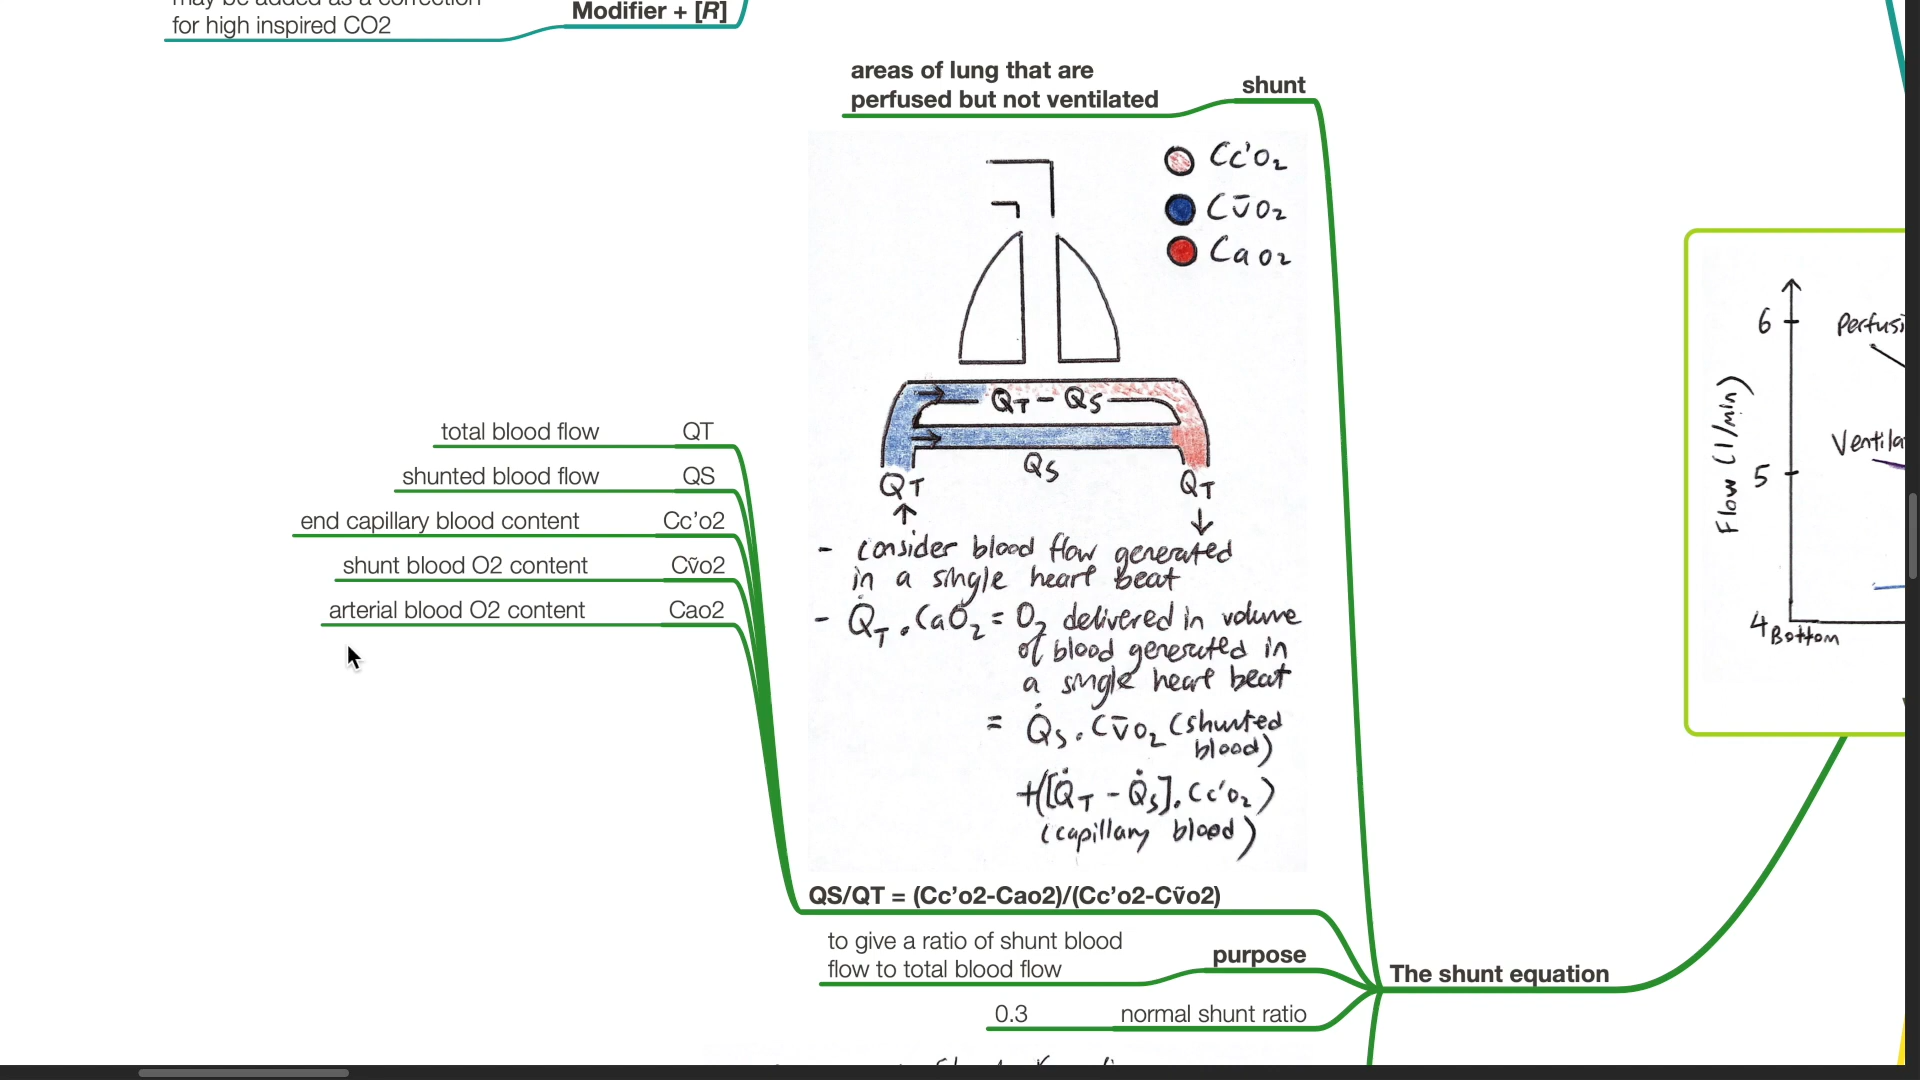 for high inspired CO2
Modifier + [R]
areas of lung that are
perfused but not ventilated
shunt
Cc'O2
Cv̄O2
CaO2
QT – QS
QS
QT
QT
- consider blood flow generated
in a single heart beat
- Q̇T . CaO2 = O2 delivered in volume
of blood generated in
a single heart beat
= Q̇S . Cv̄O2 (shunted
blood)
+([Q̇T - Q̇S]. Cc'O2)
(capillary blood)
total blood flow QT
shunted blood flow QS
end capillary blood content Cc’o2
shunt blood O2 content Cṽo2
arterial blood O2 content Cao2
QS/QT = (Cc’o2-Cao2)/(Cc’o2-Cṽo2)
to give a ratio of shunt blood
flow to total blood flow
purpose
0.3 normal shunt ratio
The shunt equation
Flow (l/min)
6
5
4
Bottom